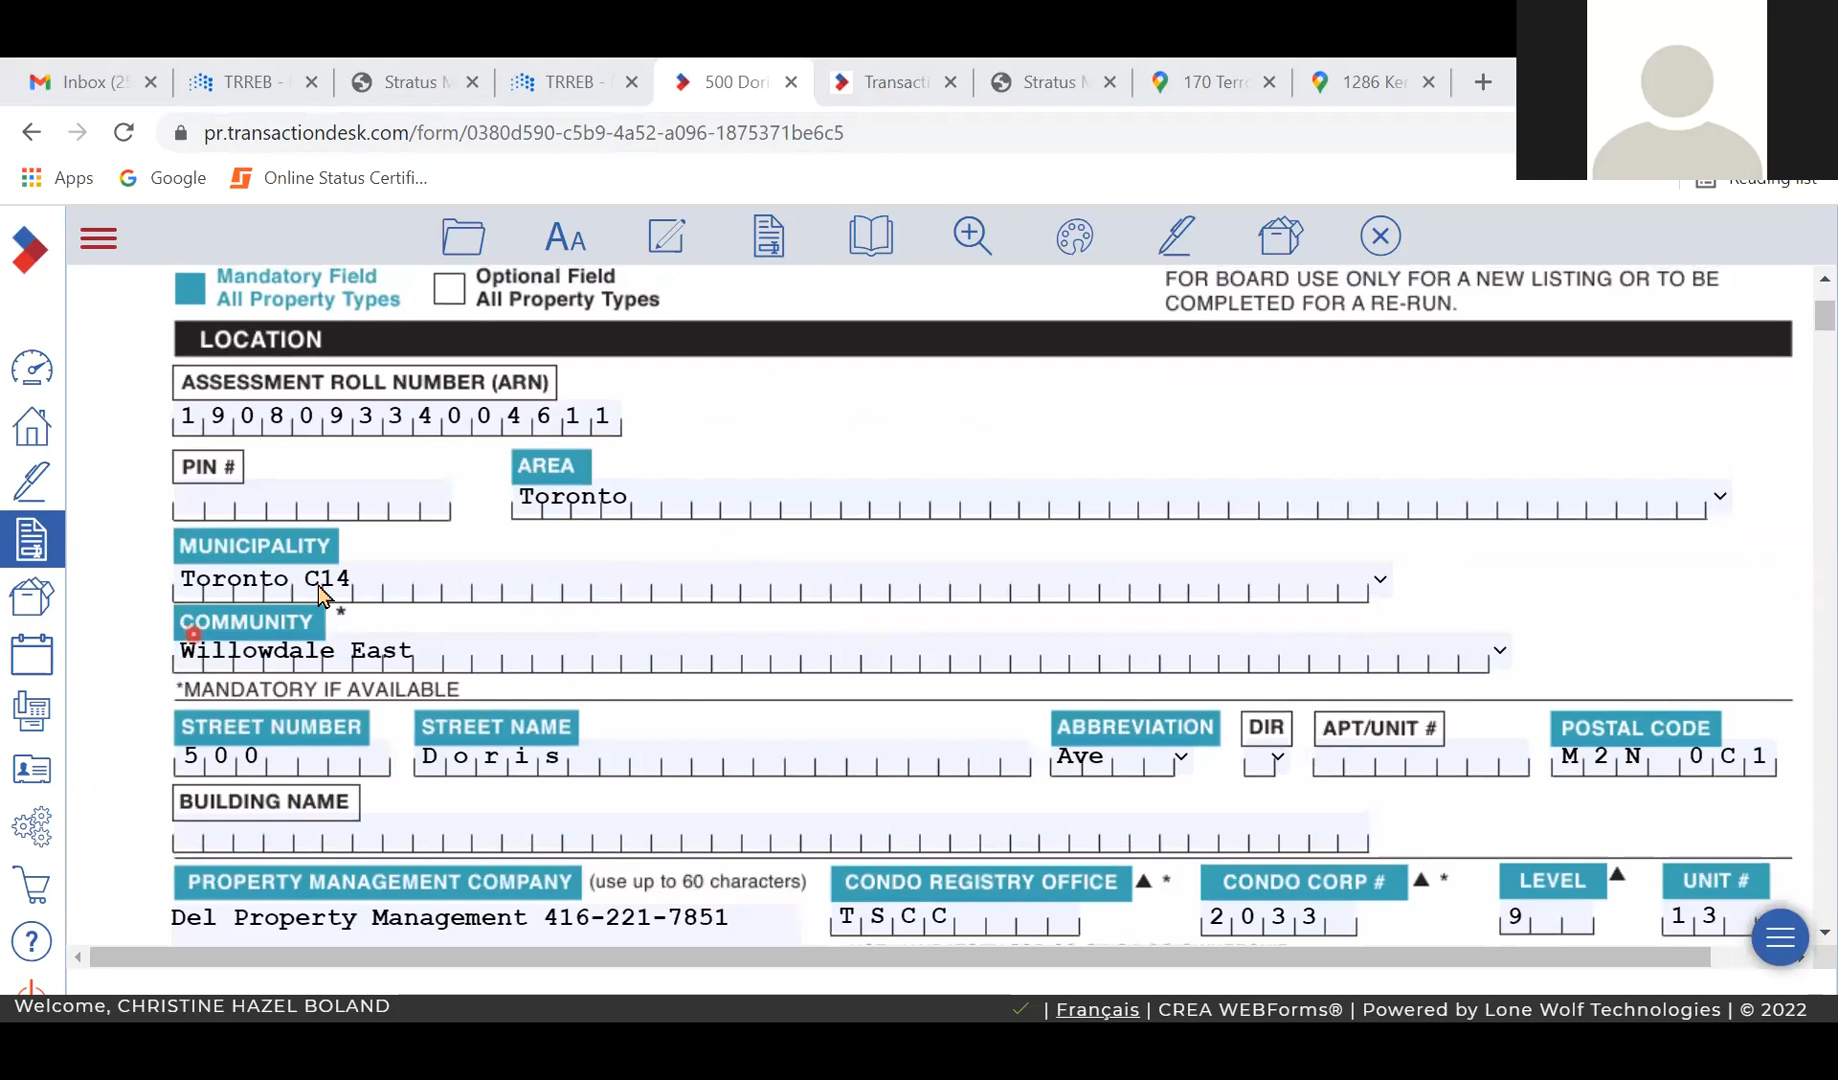 Inbox (25
TRREB -
Stratus M
TRREB -
500 Dori
Transacti
Stratus M
170 Terro
1286 Ker
pr.transactiondesk.com/form/0380d590-c5b9-4a52-a096-1875371be6c5
Apps
Google
Online Status Certifi...
Reading list
Mandatory Field
All Property Types
Optional Field
All Property Types
FOR BOARD USE ONLY FOR A NEW LISTING OR TO BE
COMPLETED FOR A RE-RUN.
LOCATION
ASSESSMENT ROLL NUMBER (ARN)
190809334004611
PIN #
AREA
Toronto
MUNICIPALITY
Toronto C14
COMMUNITY *
Willowdale East
*MANDATORY IF AVAILABLE
STREET NUMBER
STREET NAME
ABBREVIATION
DIR
APT/UNIT #
POSTAL CODE
500
Doris
Ave
M2N 0C1
BUILDING NAME
PROPERTY MANAGEMENT COMPANY (use up to 60 characters)
CONDO REGISTRY OFFICE ▲ *
CONDO CORP # ▲ *
LEVEL ▲
UNIT #
Del Property Management 416-221-7851
TSCC
2033
9
13
Welcome, CHRISTINE HAZEL BOLAND
| Français | CREA WEBForms® | Powered by Lone Wolf Technologies | © 2022